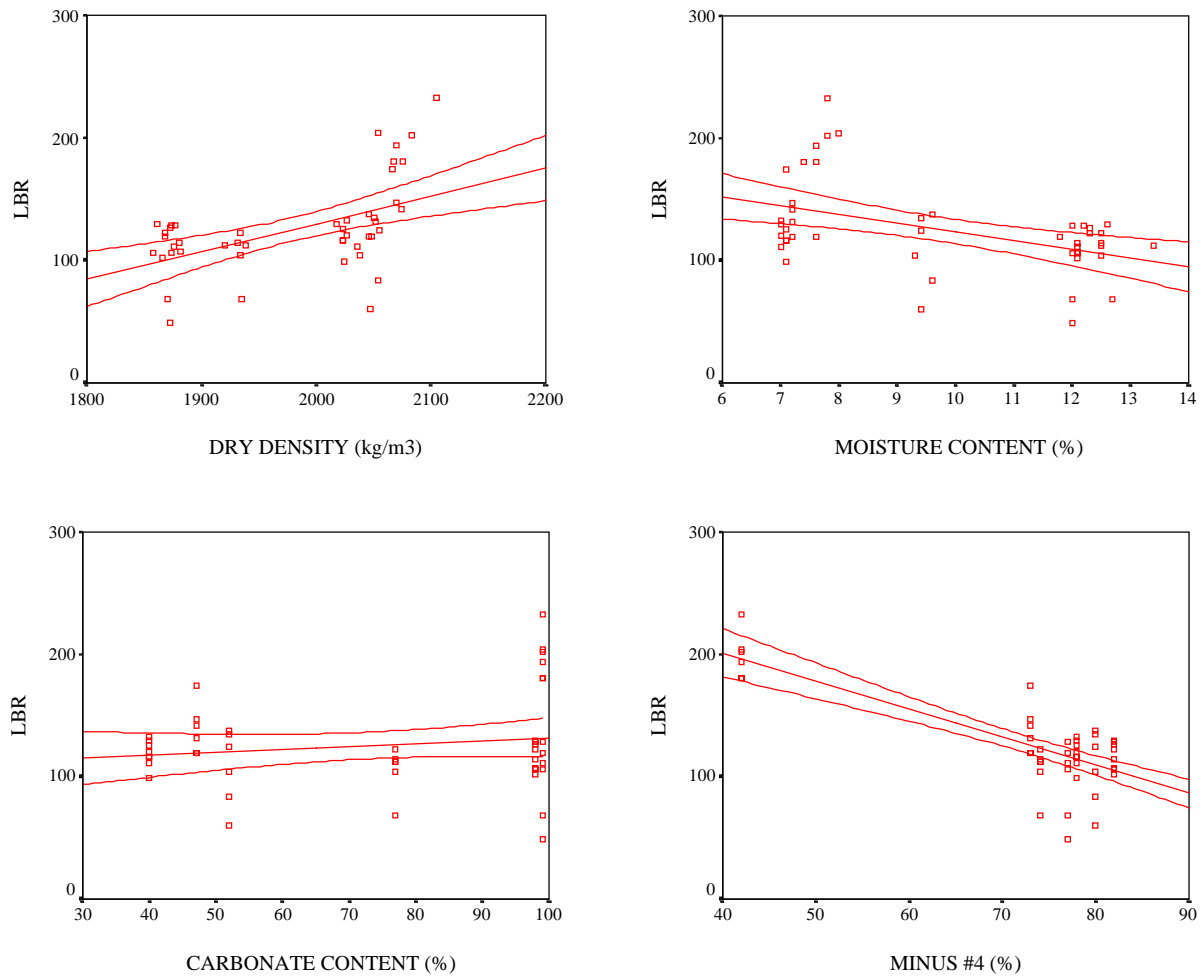 300
200
100
0
LBR
1800 1900 2000 2100 2200
DRY DENSITY (kg/m3)
300
200
100
0
LBR
6 7 8 9 10 11 12 13 14
MOISTURE CONTENT (%)
300
200
100
0
LBR
30 40 50 60 70 80 90 100
CARBONATE CONTENT (%)
300
200
100
0
LBR
40 50 60 70 80 90
MINUS #4 (%)